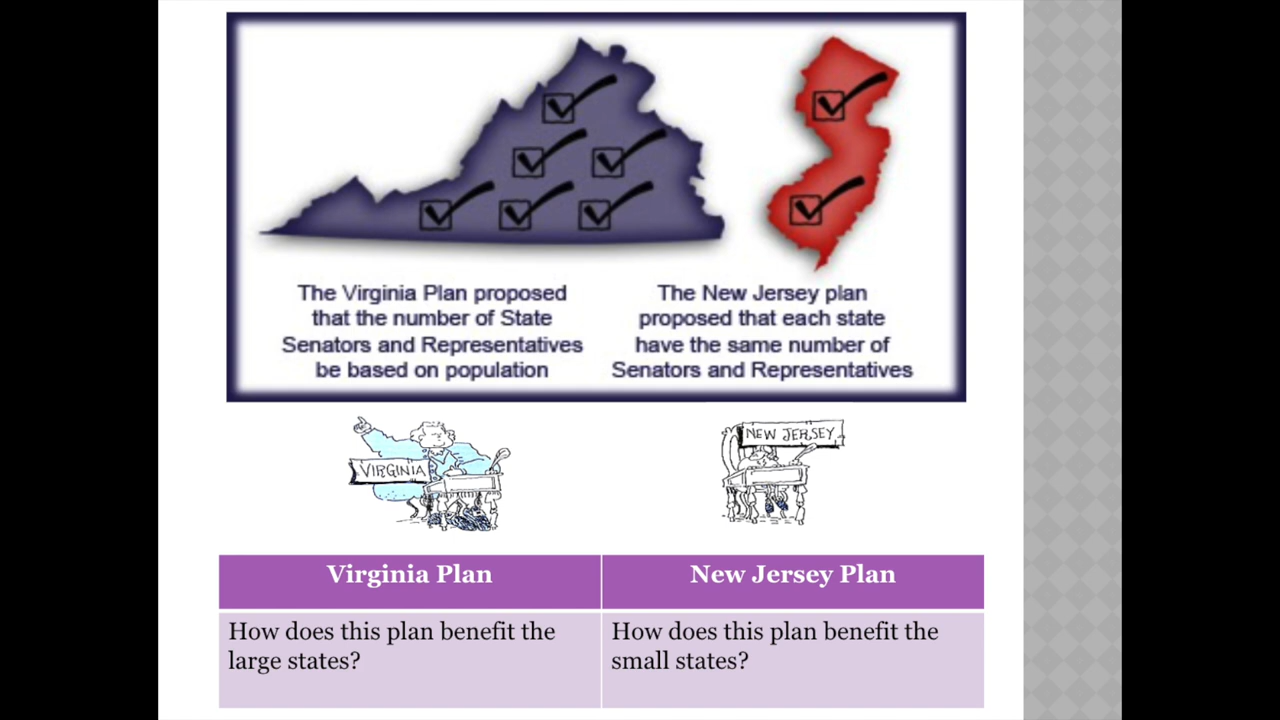 The Virginia Plan proposed
that the number of State
Senators and Representatives
be based on population
The New Jersey plan
proposed that each state
have the same number of
Senators and Representatives
VIRGINIA
NEW JERSEY
Virginia Plan
New Jersey Plan
How does this plan benefit the
large states?
How does this plan benefit the
small states?